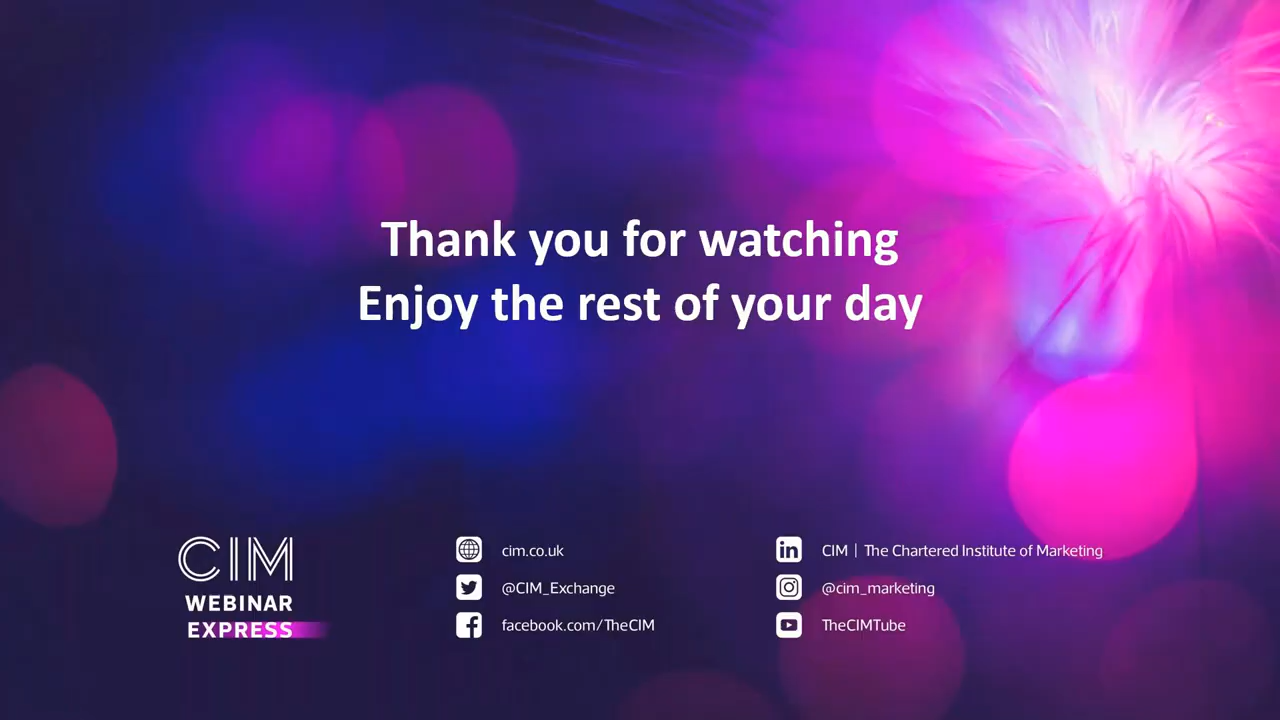 Thank you for watching
Enjoy the rest of your day
CIM
WEBINAR
EXPRESS
cim.co.uk
@CIM_Exchange
facebook.com/TheCIM
CIM | The Chartered Institute of Marketing
@cim_marketing
TheCIMTube